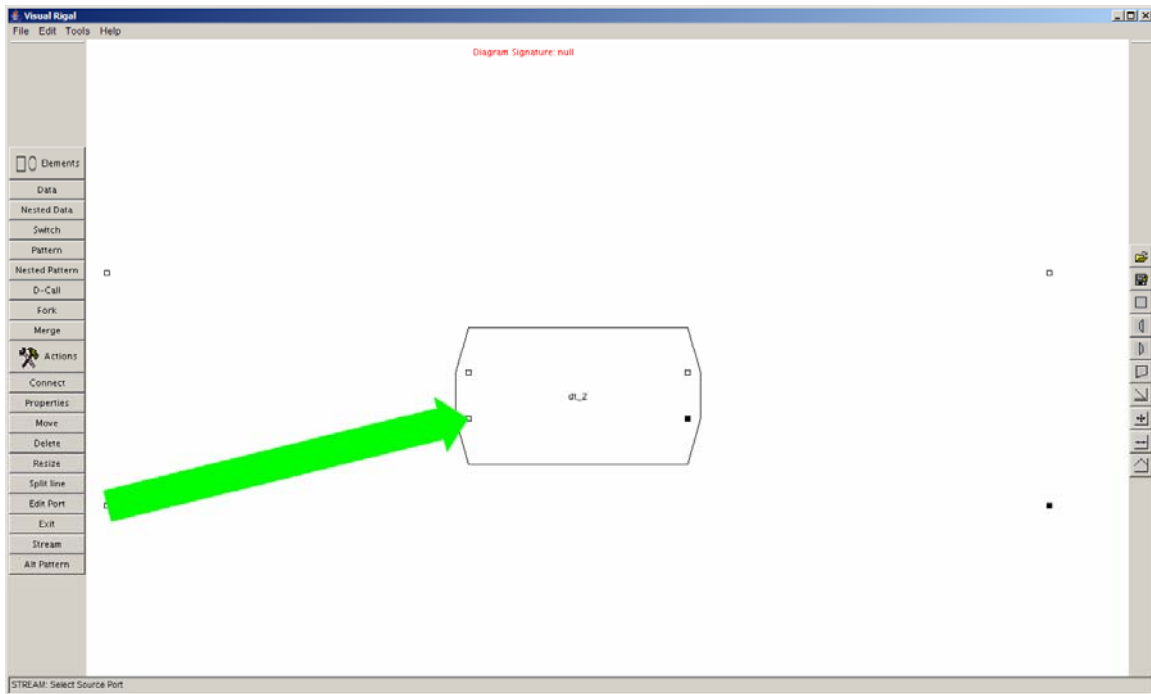 Visual Rigal
File Edit Tools Help
Diagram Signature: null
Elements
Data
Nested Data
Switch
Pattern
Nested Pattern
D-Call
Fork
Merge
Actions
Connect
Properties
Move
Delete
Resize
Split line
Edit Port
Exit
Stream
Alt Pattern
dt_2
STREAM: Select Source Port